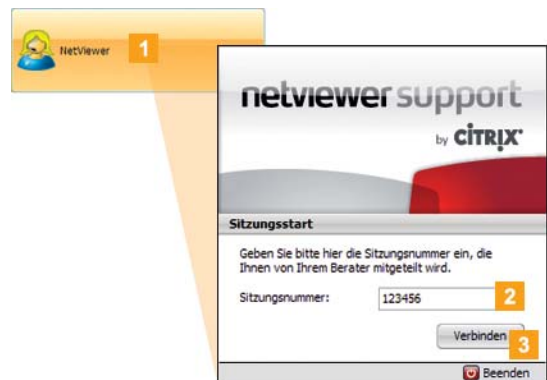 NetViewer 1
netviewer support
by CITRIX
Sitzungsstart
Geben Sie bitte hier die Sitzungsnummer ein, die
Ihnen von Ihrem Berater mitgeteilt wird.
Sitzungsnummer: 123456 2
Verbinden 3
Beenden